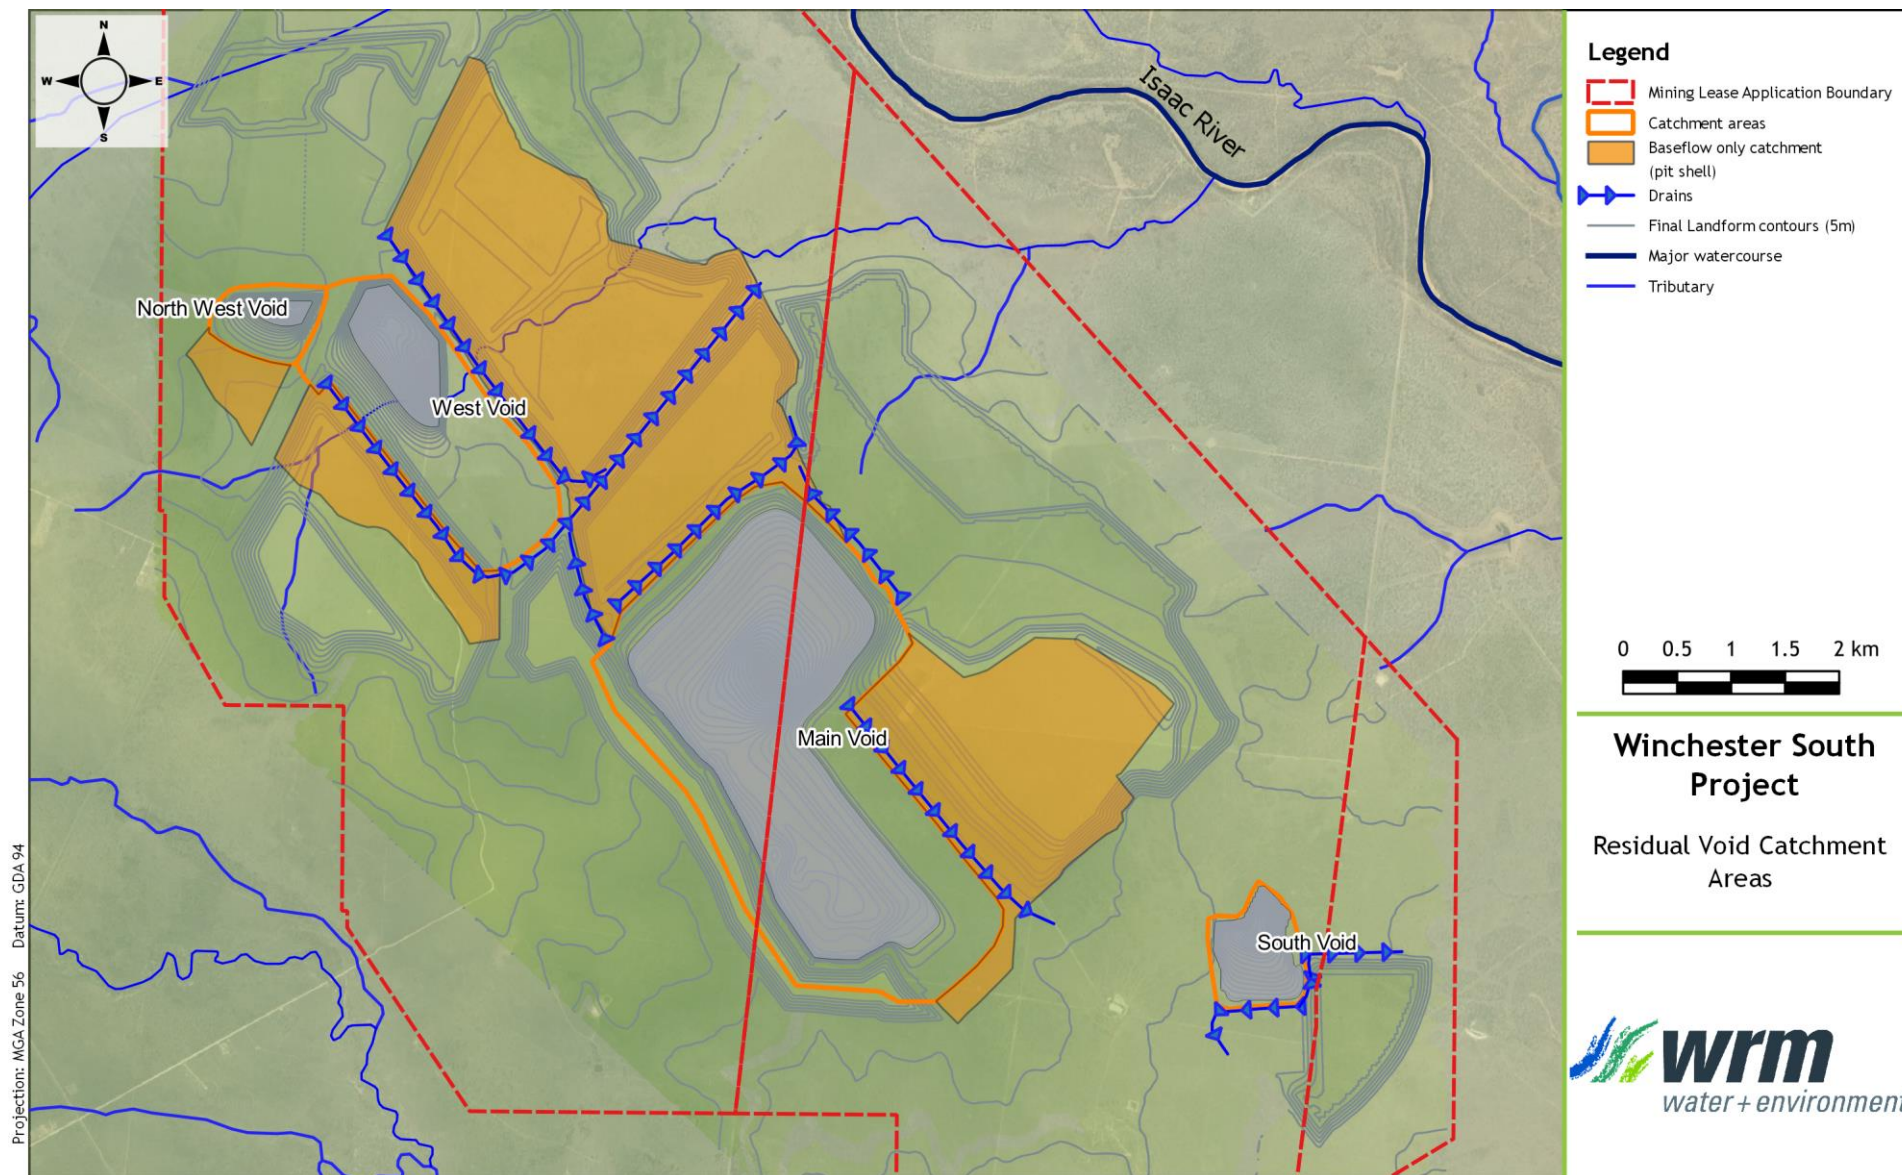 N
W
E
S
Isaac River
North West Void
West Void
Main Void
South Void
Projection: MGA Zone 56 Datum: GDA 94
Legend
Mining Lease Application Boundary
Catchment areas
Baseflow only catchment
(pit shell)
Drains
Final Landform contours (5m)
Major watercourse
Tributary
0 0.5 1 1.5 2 km
Winchester South
Project
Residual Void Catchment
Areas
wrm
water + environment